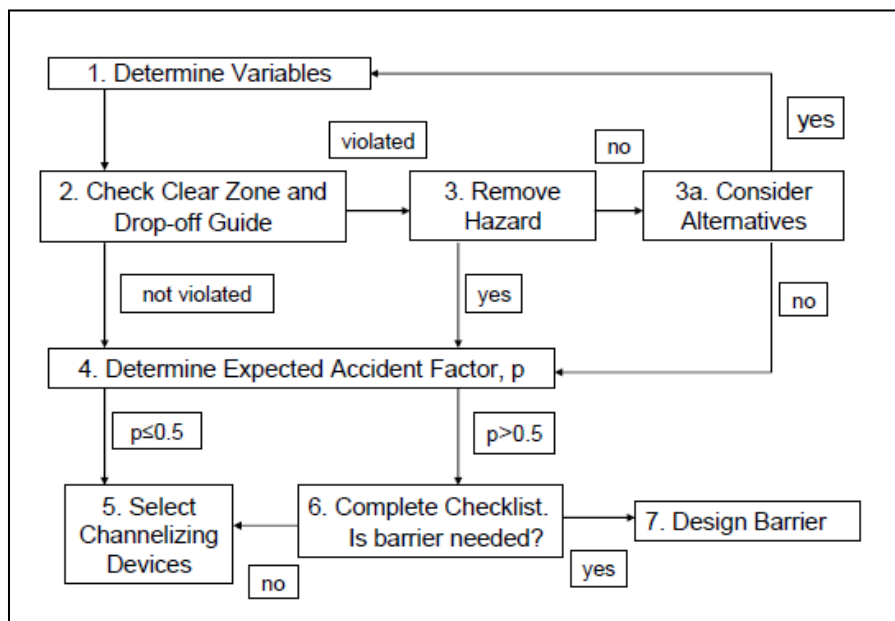 1. Determine Variables
yes
violated
no
2. Check Clear Zone and
Drop-off Guide
3. Remove
Hazard
3a. Consider
Alternatives
not violated
yes
no
4. Determine Expected Accident Factor, p
p≤0.5
p>0.5
5. Select
Channelizing
Devices
6. Complete Checklist.
Is barrier needed?
7. Design Barrier
no
yes